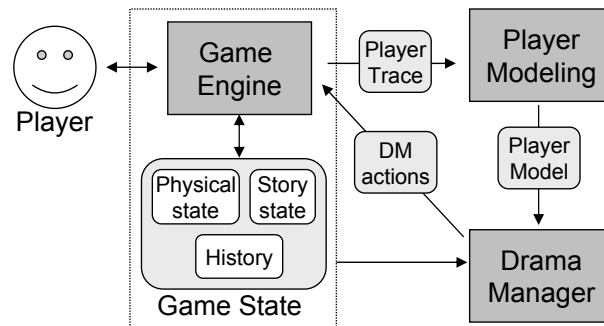 Player
Game
Engine
Player
Trace
Player
Modeling
Physical
state
Story
state
History
Game State
DM
actions
Player
Model
Drama
Manager